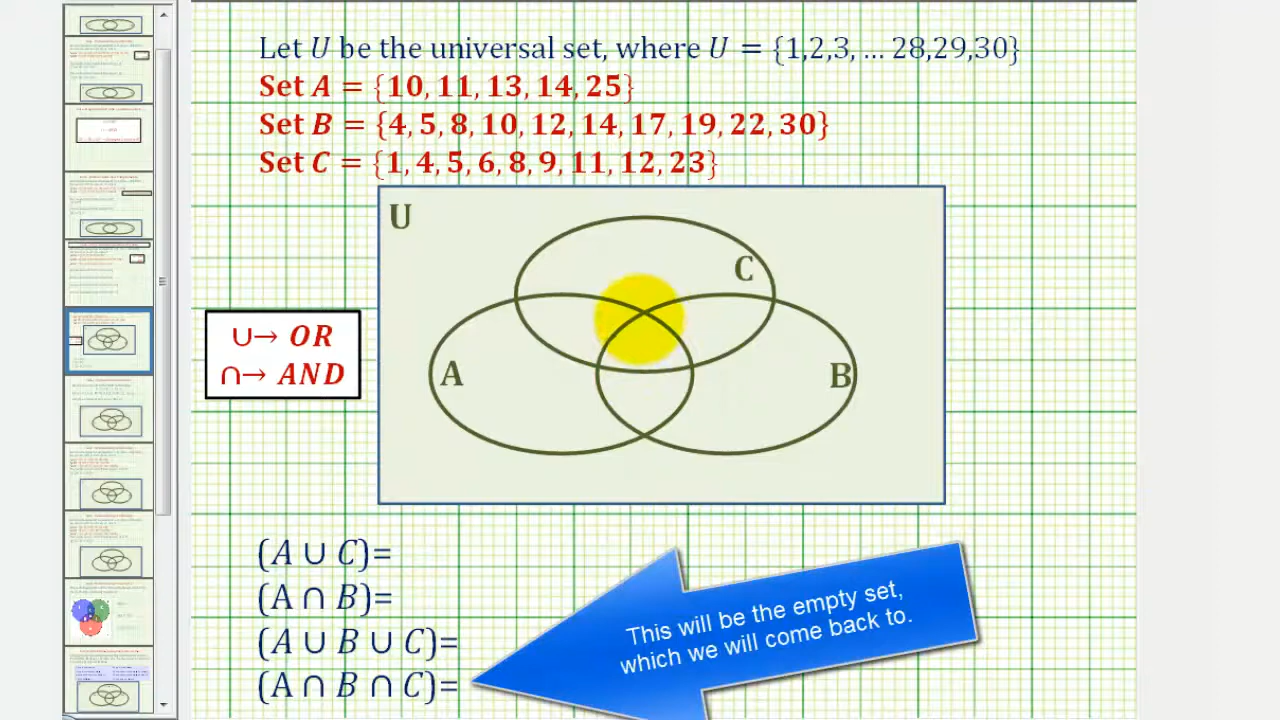 Let U be the universal set, where U = {1,2,3, ... 28,29,30}
Set A = {10, 11, 13, 14, 25}
Set B = {4, 5, 8, 10, 12, 14, 17, 19, 22, 30}
Set C = {1, 4, 5, 6, 8, 9, 11, 12, 23}
U
C
∪→ OR
∩→ AND
A
B
(A ∪ C)=
(A ∩ B)=
(A ∪ B ∪ C)=
(A ∩ B ∩ C)=
This will be the empty set,
which we will come back to.